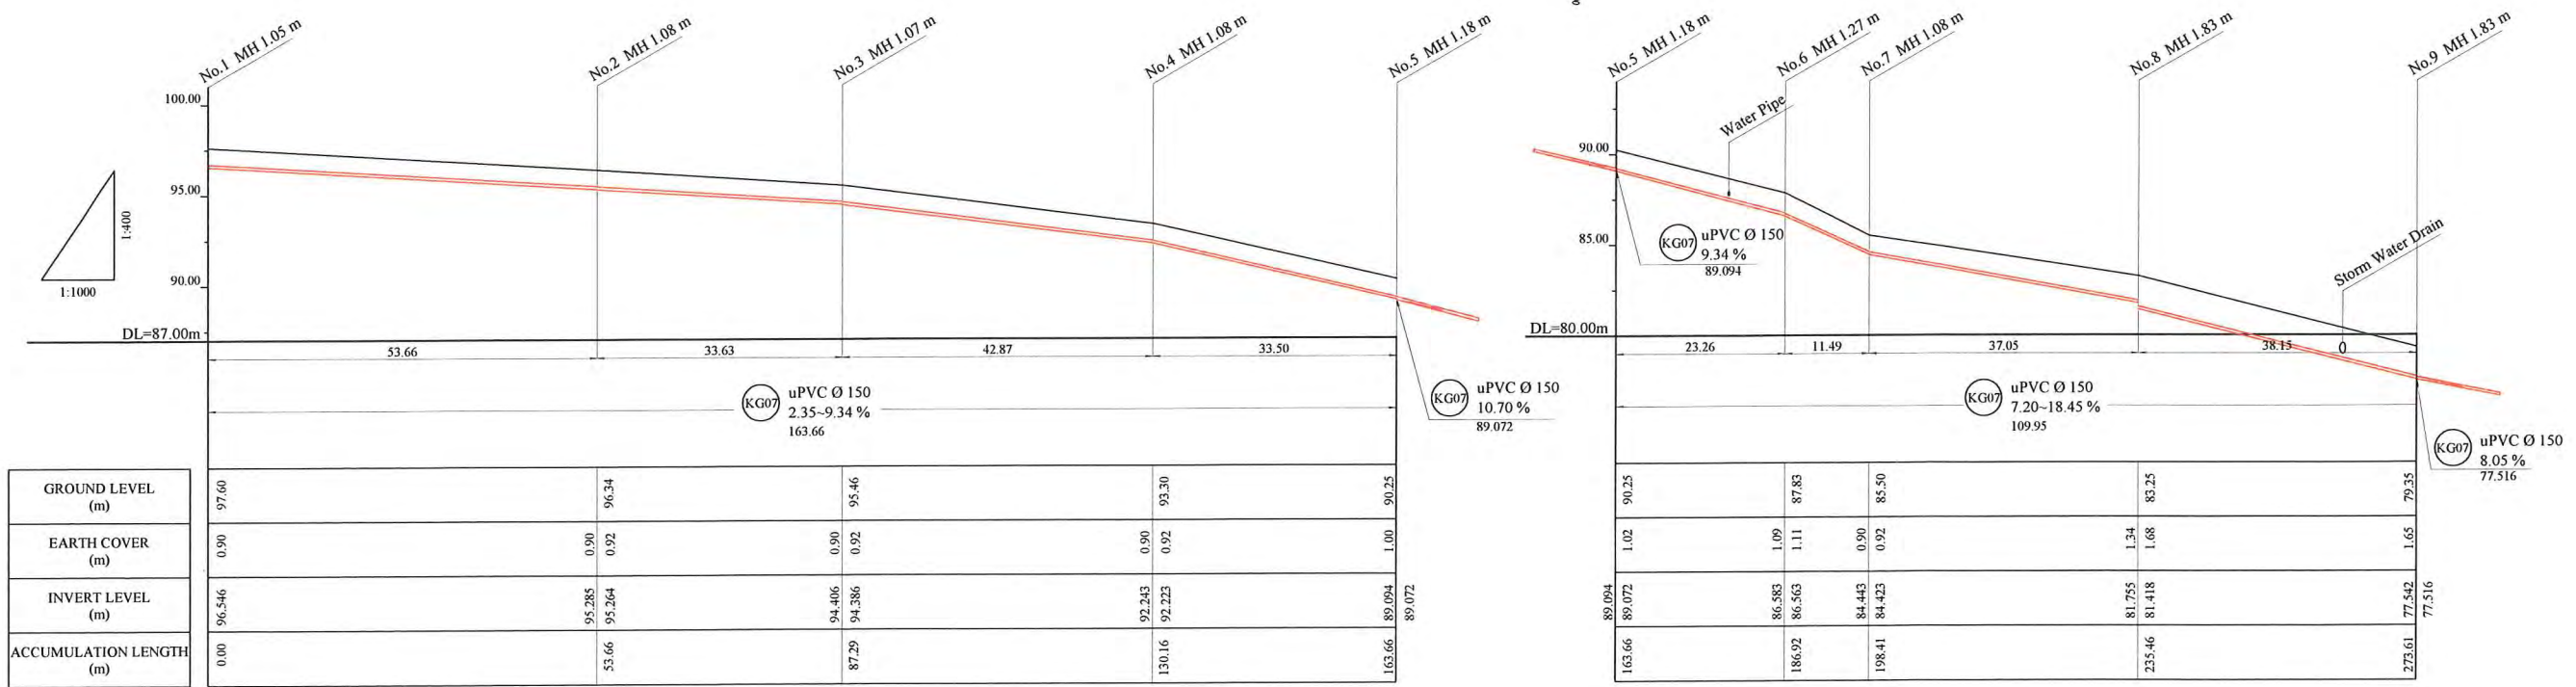 No.1 MH 1.05 m
No.2 MH 1.08 m
No.3 MH 1.07 m
No.4 MH 1.08 m
No.5 MH 1.18 m
100.00
95.00
90.00
1:400
1:1000
DL=87.00m
53.66
33.63
42.87
33.50
KG07
uPVC Ø 150
2.35~9.34 %
163.66
KG07
uPVC Ø 150
10.70 %
89.072
No.5 MH 1.18 m
No.6 MH 1.27 m
No.7 MH 1.08 m
No.8 MH 1.83 m
No.9 MH 1.83 m
Water Pipe
Storm Water Drain
90.00
85.00
KG07
uPVC Ø 150
9.34 %
89.094
DL=80.00m
23.26
11.49
37.05
38.15
0
KG07
uPVC Ø 150
7.20~18.45 %
109.95
KG07
uPVC Ø 150
8.05 %
77.516
GROUND LEVEL
(m)
97.60
96.34
95.46
93.30
90.25
90.25
87.83
85.50
83.25
79.35
EARTH COVER
(m)
0.90
0.90
0.92
0.90
0.92
0.90
0.92
1.00
1.02
1.09
1.11
0.90
0.92
1.34
1.68
1.65
INVERT LEVEL
(m)
96.546
95.285
95.264
94.406
94.386
92.243
92.223
89.094
89.072
89.094
89.072
86.583
86.563
84.443
84.423
81.755
81.418
77.542
77.516
ACCUMULATION LENGTH
(m)
0.00
53.66
87.29
130.16
163.66
163.66
186.92
198.41
235.46
273.61